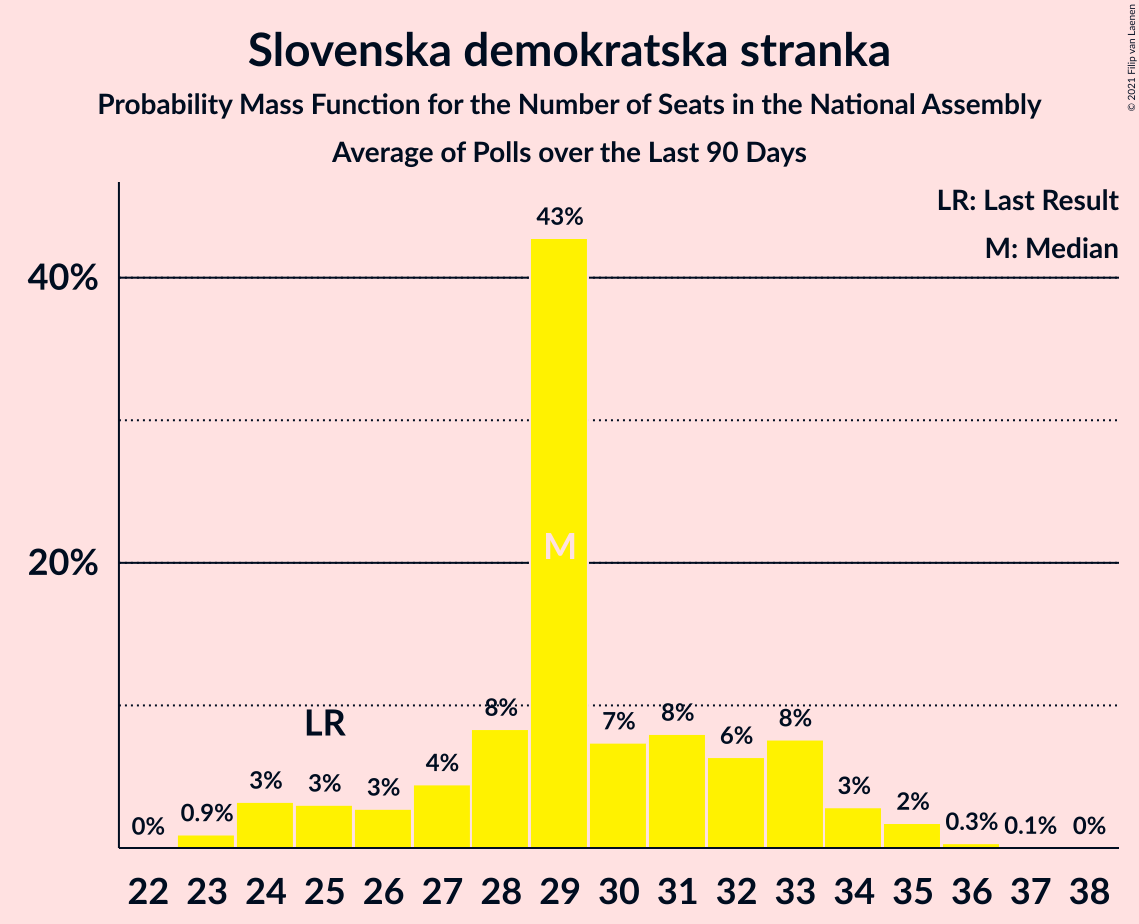 Slovenska demokratska stranka
Probability Mass Function for the Number of Seats in the National Assembly
Average of Polls over the Last 90 Days
© 2021 Filip van Laenen
LR: Last Result
M: Median
40%
20%
0%
0.9%
3%
3%
3%
4%
8%
43%
7%
8%
6%
8%
3%
2%
0.3%
0.1%
0%
LR
M
22 23 24 25 26 27 28 29 30 31 32 33 34 35 36 37 38